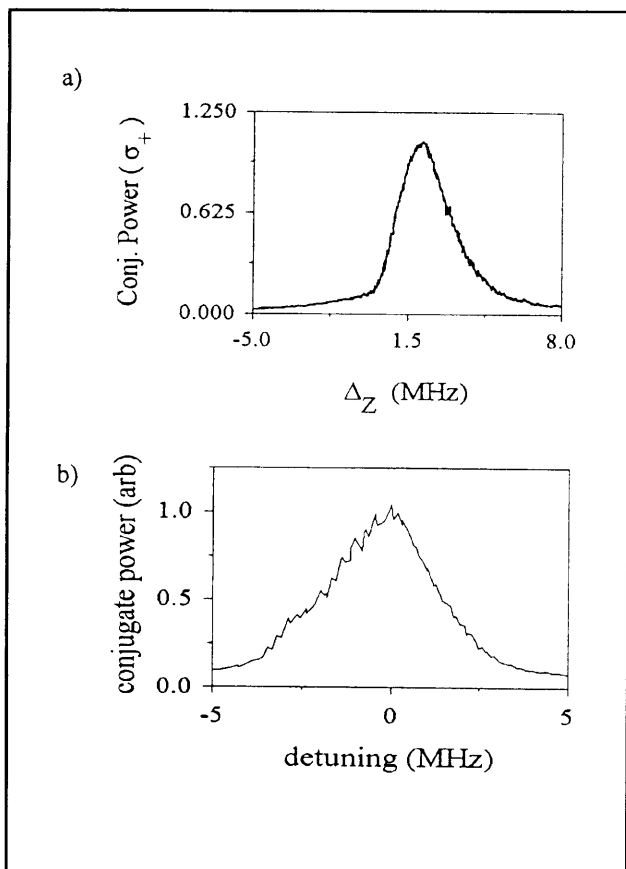 a)
1.250
0.625
0.000
Conj. Power (σ+)
-5.0 1.5 8.0
ΔZ (MHz)
b)
1.0
0.5
0.0
conjugate power (arb)
-5 0 5
detuning (MHz)